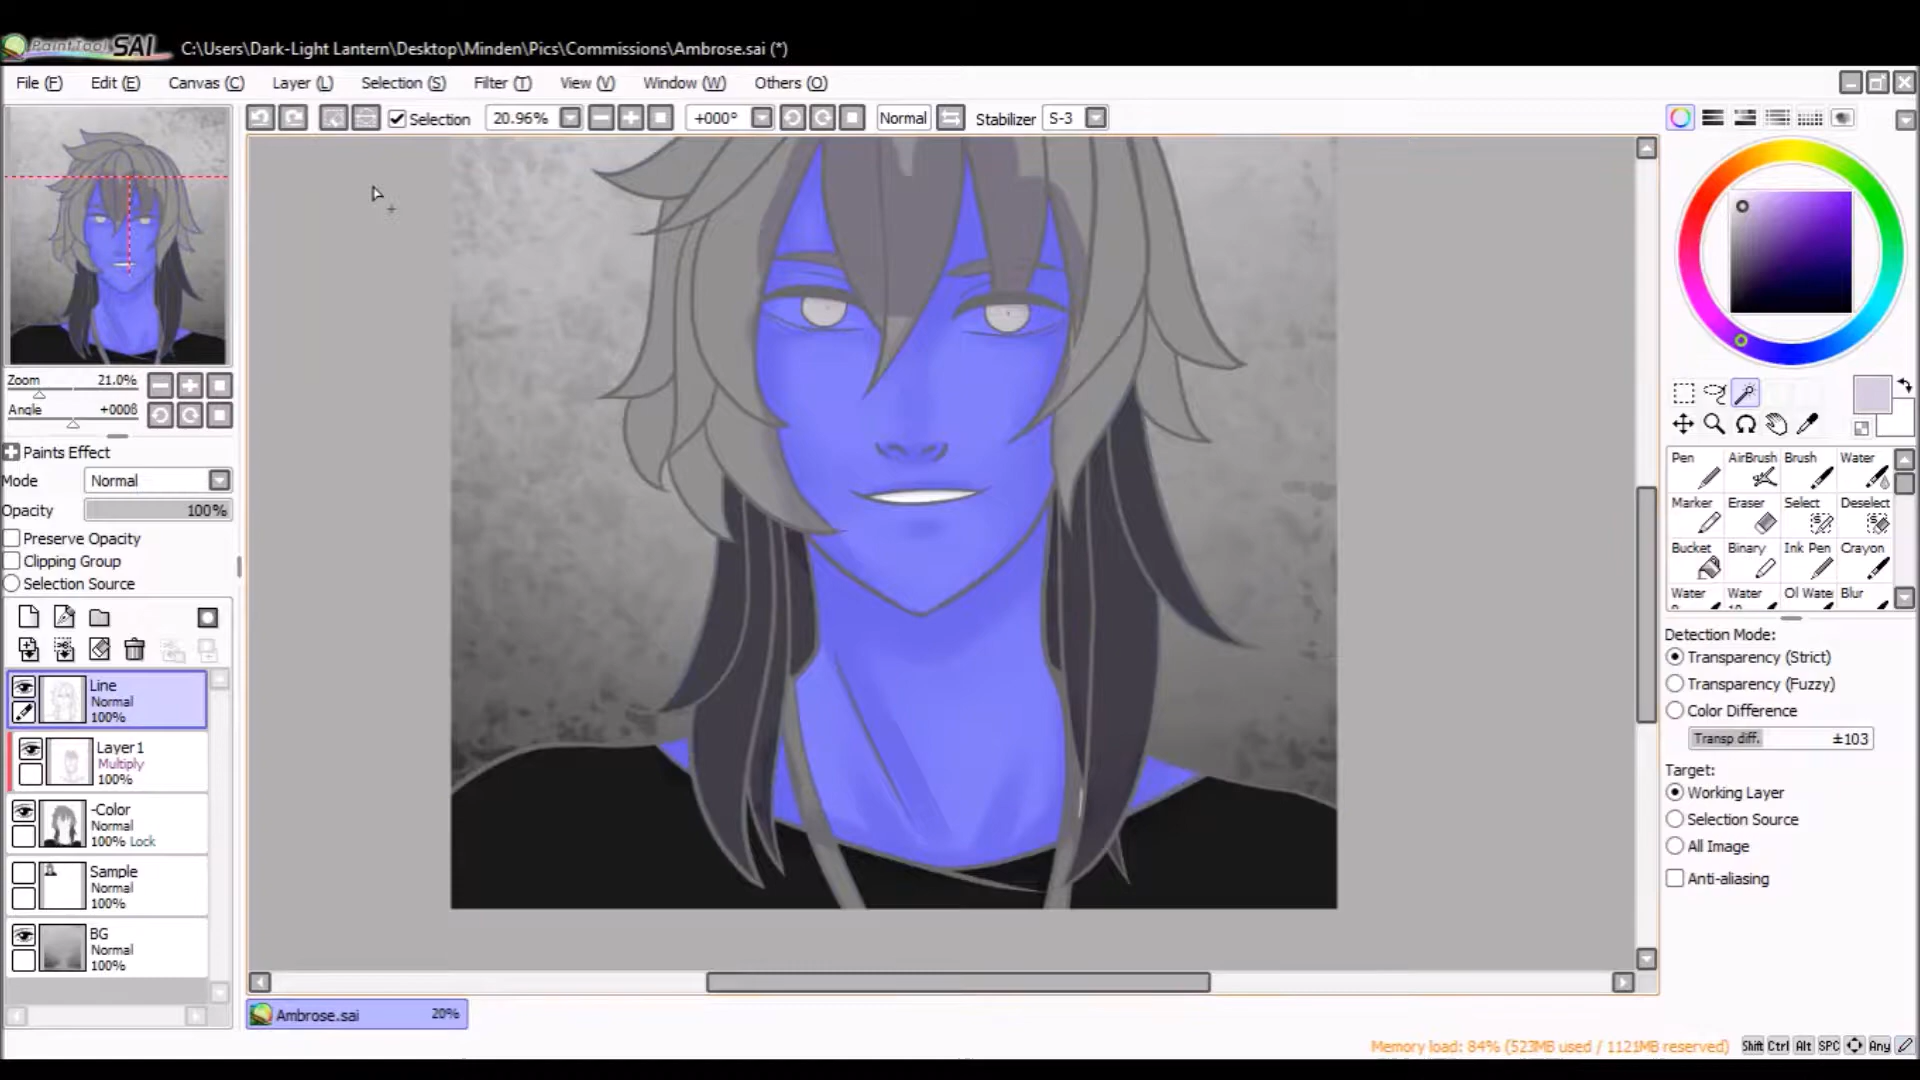 PaintTool SAI C:\Users\Dark-Light Lantern\Desktop\Minden\Pics\Commissions\Ambrose.sai (*)
File (F) Edit (E) Canvas (C) Layer (L) Selection (S) Filter (T) View (V) Window (W) Others (O)
Selection 20.96% +000° Normal Stabilizer S-3
Zoom 21.0%
Angle +000ß
Paints Effect
Mode Normal
Opacity 100%
Preserve Opacity
Clipping Group
Selection Source
Line
Normal
100%
Layer1
Multiply
100%
-Color
Normal
100% Lock
Sample
Normal
100%
BG
Normal
100%
Pen AirBrush Brush Water
Marker Eraser Select Deselect
Bucket Binary Ink Pen Crayon
Water Water Ol Wate Blur
Detection Mode:
Transparency (Strict)
Transparency (Fuzzy)
Color Difference
Transp diff. ±103
Target:
Working Layer
Selection Source
All Image
Anti-aliasing
Ambrose.sai 20%
Memory load: 84% (523MB used / 1121MB reserved) Shift Ctrl Alt SPC Any